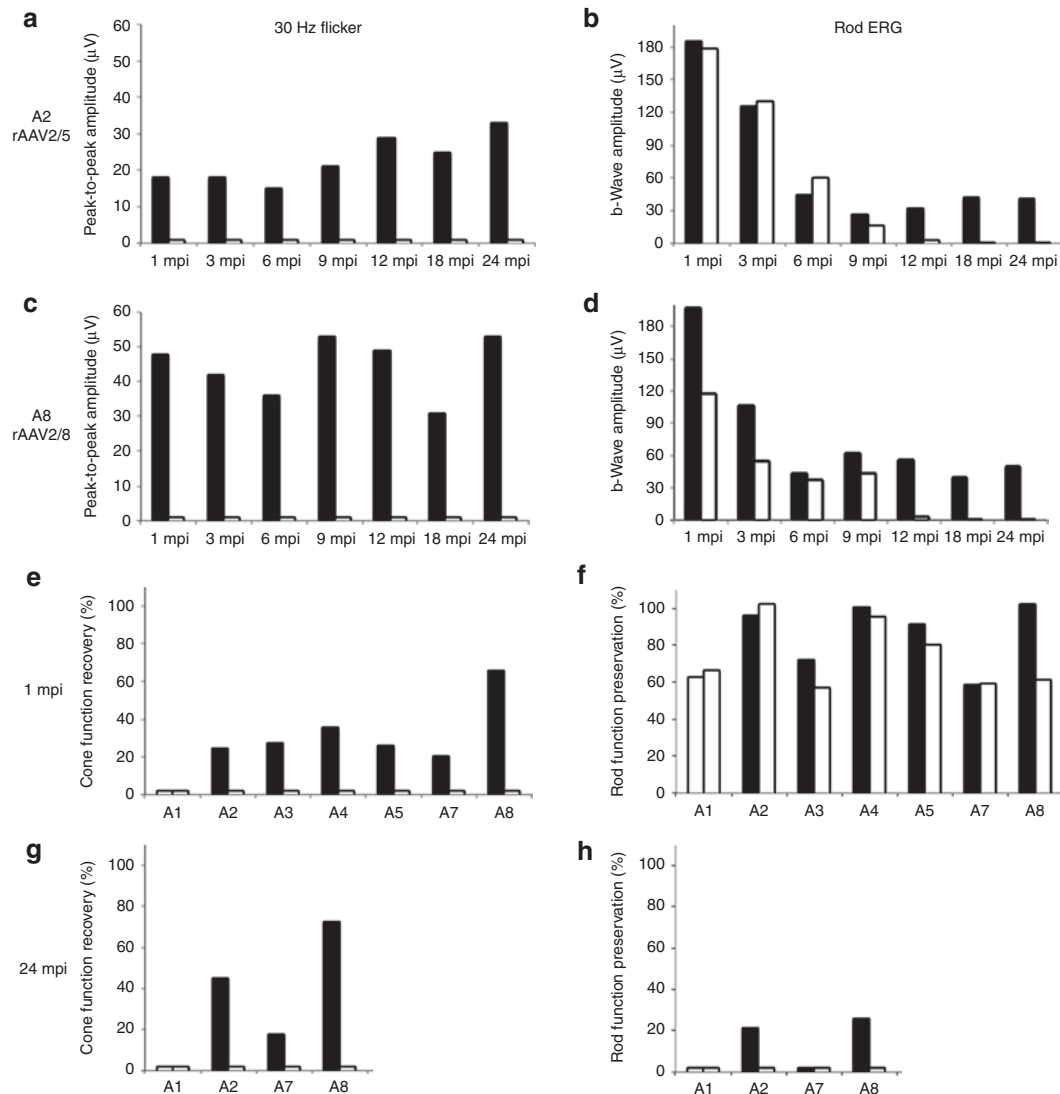 a
30 Hz flicker
b
Rod ERG
A2
rAAV2/5
Peak-to-peak amplitude (μV)
60
50
40
30
20
10
0
1 mpi 3 mpi 6 mpi 9 mpi 12 mpi 18 mpi 24 mpi
b-Wave amplitude (μV)
180
150
120
90
60
30
0
1 mpi 3 mpi 6 mpi 9 mpi 12 mpi 18 mpi 24 mpi
c
d
A8
rAAV2/8
Peak-to-peak amplitude (μV)
60
50
40
30
20
10
0
1 mpi 3 mpi 6 mpi 9 mpi 12 mpi 18 mpi 24 mpi
b-Wave amplitude (μV)
180
150
120
90
60
30
0
1 mpi 3 mpi 6 mpi 9 mpi 12 mpi 18 mpi 24 mpi
e
f
1 mpi
Cone function recovery (%)
100
80
60
40
20
0
A1 A2 A3 A4 A5 A7 A8
Rod function preservation (%)
100
80
60
40
20
0
A1 A2 A3 A4 A5 A7 A8
g
h
24 mpi
Cone function recovery (%)
100
80
60
40
20
0
A1 A2 A7 A8
Rod function preservation (%)
100
80
60
40
20
0
A1 A2 A7 A8